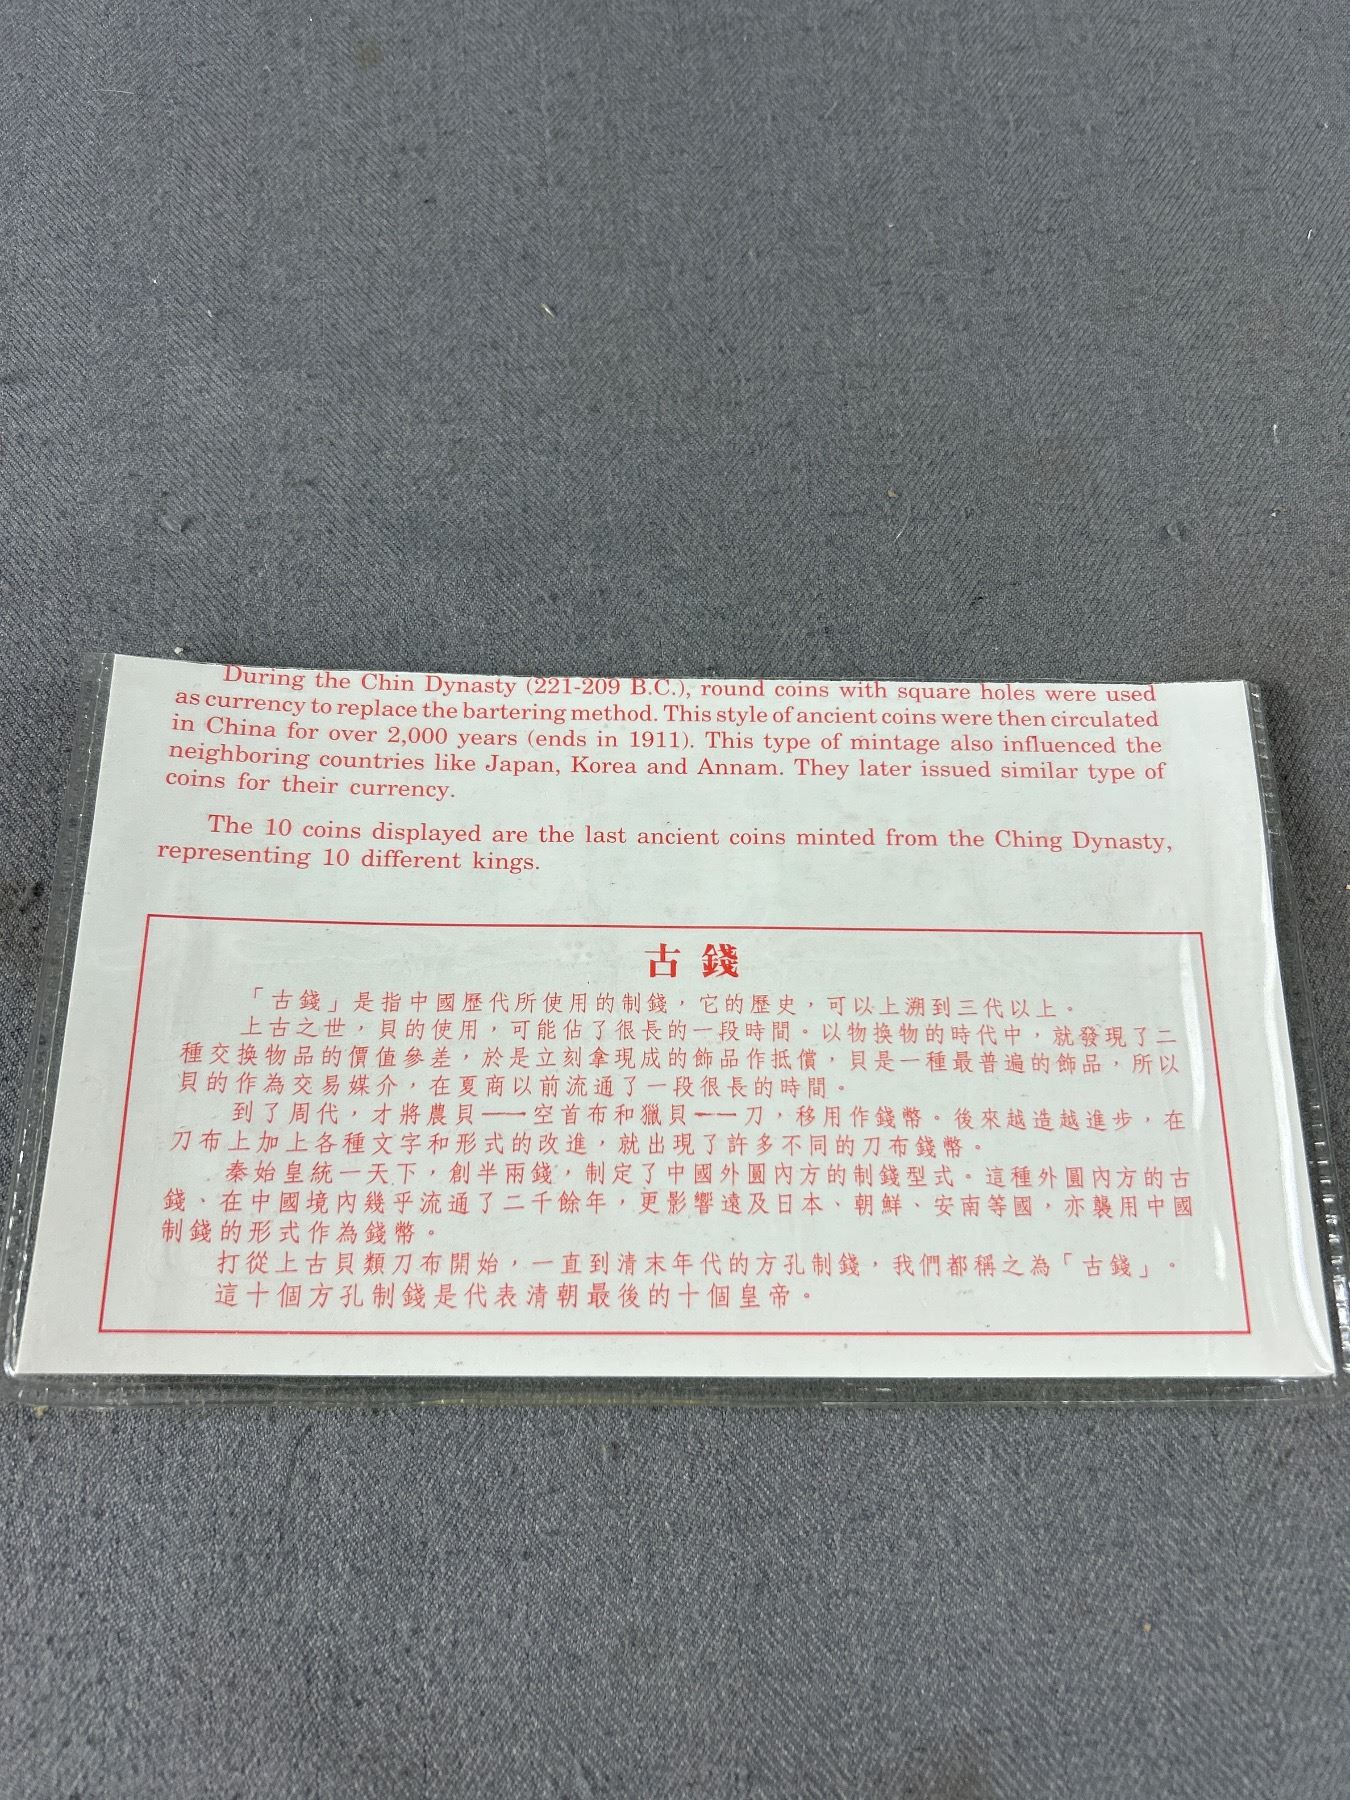 During the Chin Dynasty (221-209 B.C.), round coins with square holes were used
as currency to replace the bartering method. This style of ancient coins were then circulated
in China for over 2,000 years (ends in 1911). This type of mintage also influenced the
neighboring countries like Japan, Korea and Annam. They later issued similar type of
coins for their currency.
The 10 coins displayed are the last ancient coins minted from the Ching Dynasty,
representing 10 different kings.
古錢
「古錢」是指中國歷代所使用的制錢，它的歷史，可以上溯到三代以上。
上古之世，貝的使用，可能佔了很長的一段時間。以物換物的時代中，就發現了二
種交換物品的價值參差，於是立刻拿現成的飾品作抵償，貝是一種最普遍的飾品，所以
貝的作為交易媒介，在夏商以前流通了一段很長的時間。
到了周代，才將農貝——空首布和獵貝——刀，移用作錢幣。後來越造越進步，在
刀布上加上各種文字和形式的改進，就出現了許多不同的刀布錢幣。
秦始皇統一天下，創半兩錢，制定了中國外圓內方的制錢型式。這種外圓內方的古
錢、在中國境內幾乎流通了二千餘年，更影響遠及日本、朝鮮、安南等國，亦襲用中國
制錢的形式作為錢幣。
打從上古貝類刀布開始，一直到清末年代的方孔制錢，我們都稱之為「古錢」。
這十個方孔制錢是代表清朝最後的十個皇帝。